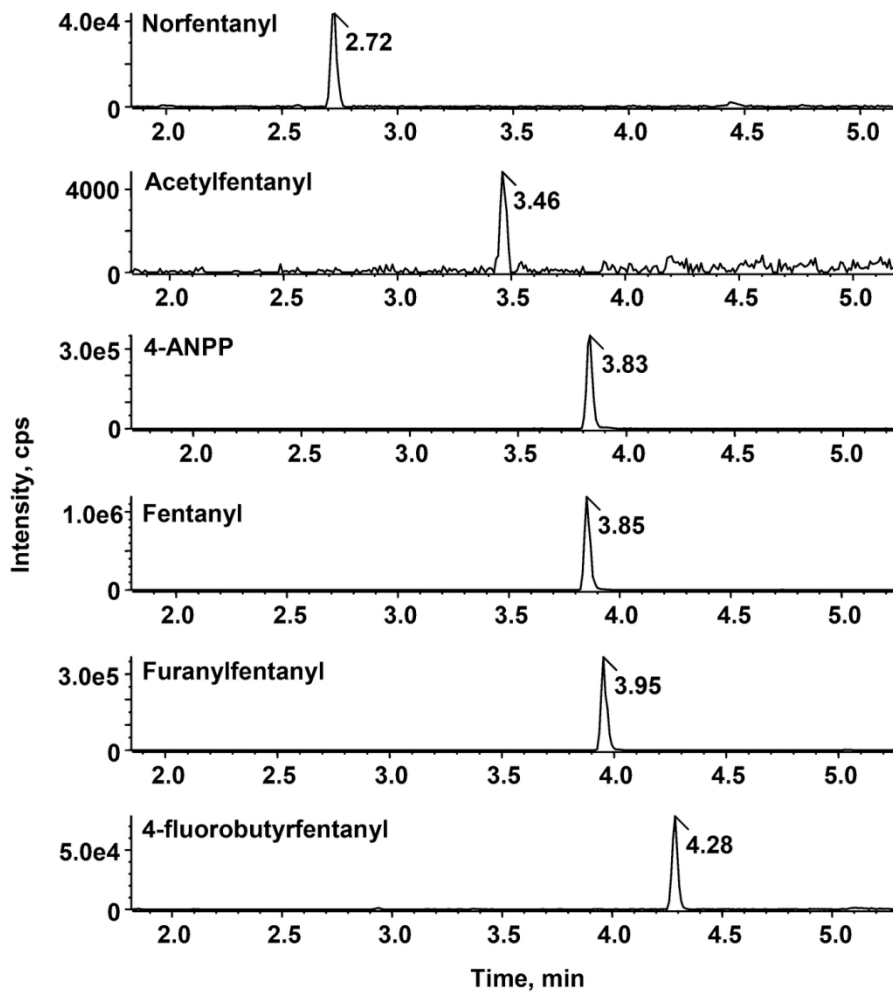 Intensity, cps
Norfentanyl
4.0e4
2.72
0
2.0 2.5 3.0 3.5 4.0 4.5 5.0
Acetylfentanyl
4000
3.46
0
2.0 2.5 3.0 3.5 4.0 4.5 5.0
4-ANPP
3.0e5
3.83
0
2.0 2.5 3.0 3.5 4.0 4.5 5.0
Fentanyl
1.0e6
3.85
0
2.0 2.5 3.0 3.5 4.0 4.5 5.0
Furanylfentanyl
3.0e5
3.95
0
2.0 2.5 3.0 3.5 4.0 4.5 5.0
4-fluorobutyrfentanyl
5.0e4
4.28
0
2.0 2.5 3.0 3.5 4.0 4.5 5.0
Time, min